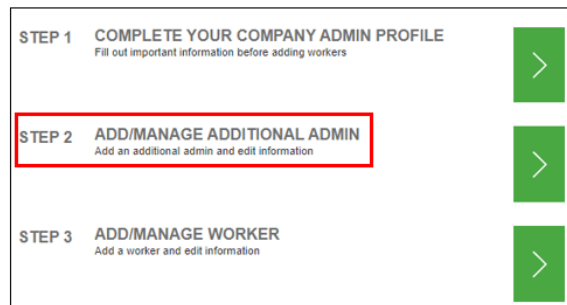 STEP 1 COMPLETE YOUR COMPANY ADMIN PROFILE
Fill out important information before adding workers
STEP 2 ADD/MANAGE ADDITIONAL ADMIN
Add an additional admin and edit information
STEP 3 ADD/MANAGE WORKER
Add a worker and edit information